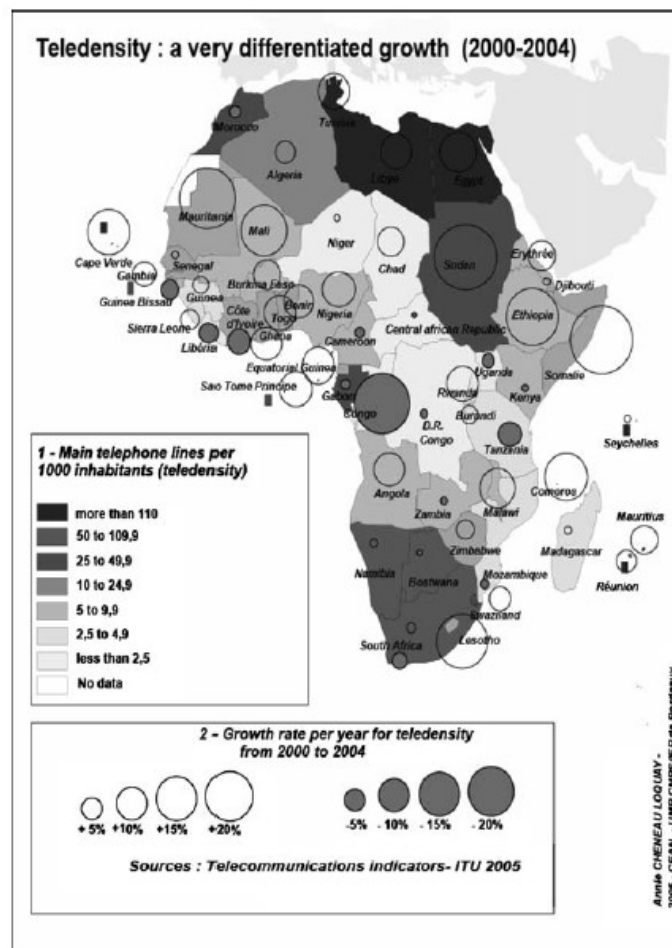 Teledensity : a very differentiated growth (2000-2004)
Morocco
Tunisia
Algeria
Libye
Egypt
Mauritania
Mali
Niger
Chad
Sudan
Erythrée
Cape Verde
Gambia
Senegal
Burkina Faso
Djibouti
Guinea Bissau
Guinea
Bénin
Nigeria
Ethiopia
Côte
d'Ivoire
Togo
Sierra Leone
Ghana
Central african Republic
Libéria
Cameroon
Somalie
Equatorial Guinea
Uganda
Sao Tome Principe
Gabon
Rwanda
Kenya
Congo
Burundi
D.R.
Congo
Seychelles
Tanzania
Angola
Comoros
Zambia
Malawi
Mauritius
Zimbabwe
Madagascar
Namibia
Bostwana
Mozambique
Réunion
Swaziland
South Africa
Lesotho
1 - Main telephone lines per
1000 inhabitants (teledensity)
more than 110
50 to 109,9
25 to 49,9
10 to 24,9
5 to 9,9
2,5 to 4,9
less than 2,5
No data
2 – Growth rate per year for teledensity
from 2000 to 2004
+ 5% +10% +15% +20% -5% - 10% - 15% - 20%
Sources : Telecommunications indicators- ITU 2005
Annie CHENEAU LOQUAY -